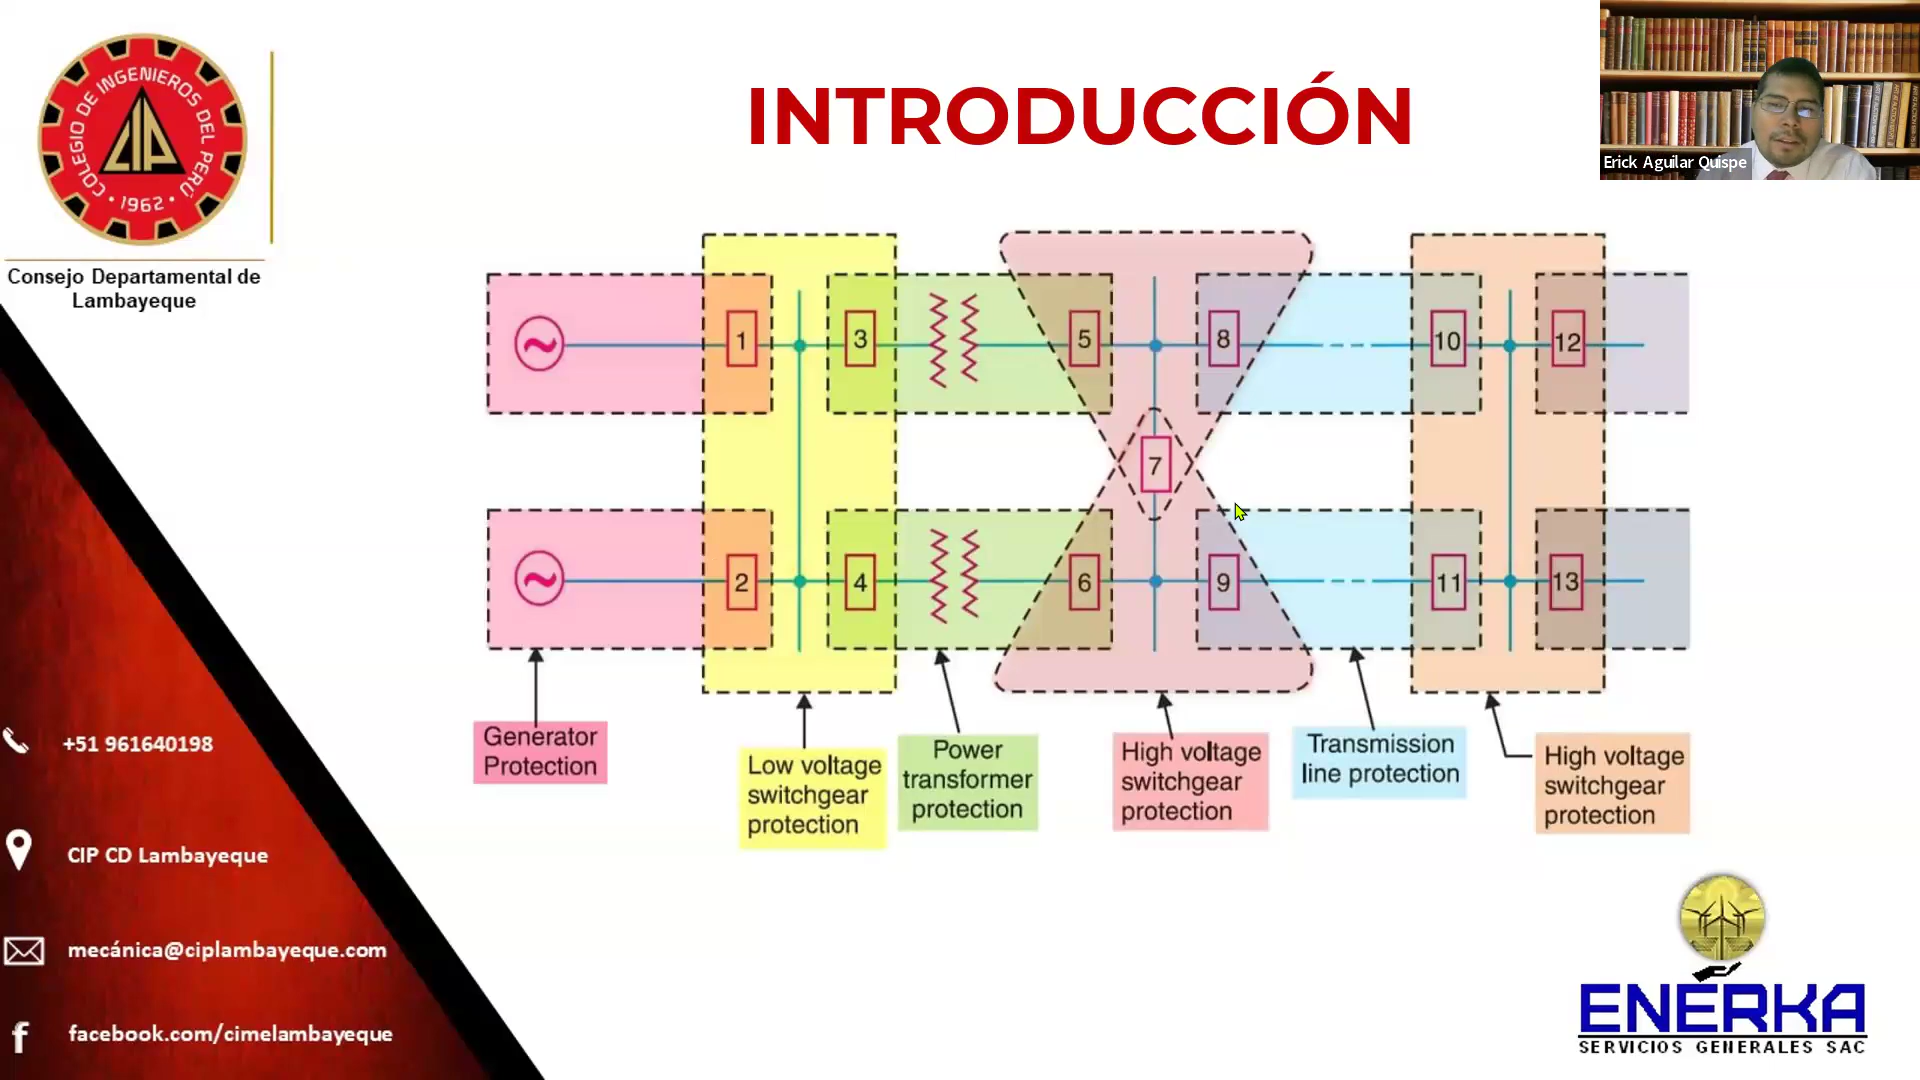 COLEGIO DE INGENIEROS DEL PERÚ
CIP
• 1962 •
Consejo Departamental de
Lambayeque
INTRODUCCIÓN
Erick Aguilar Quispe
1
3
5
8
10
12
7
2
4
6
9
11
13
Generator
Protection
Low voltage
switchgear
protection
Power
transformer
protection
High voltage
switchgear
protection
Transmission
line protection
High voltage
switchgear
protection
+51 961640198
CIP CD Lambayeque
mecánica@ciplambayeque.com
facebook.com/cimelambayeque
ENERKA
SERVICIOS GENERALES SAC